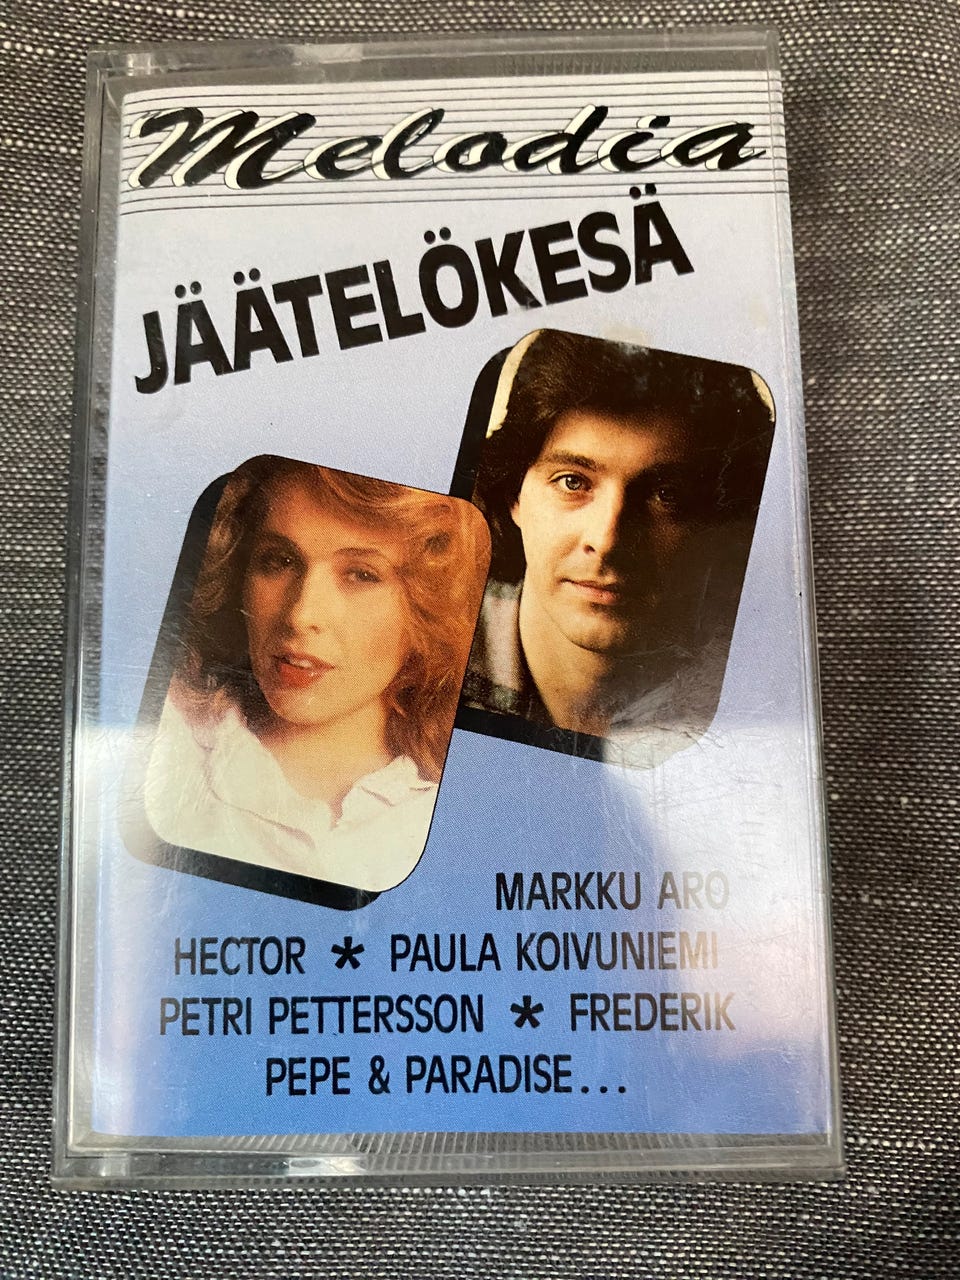 Melodia
JÄÄTELÖKESÄ
MARKKU ARO
HECTOR * PAULA KOIVUNIEMI
PETRI PETTERSSON * FREDERIK
PEPE & PARADISE...